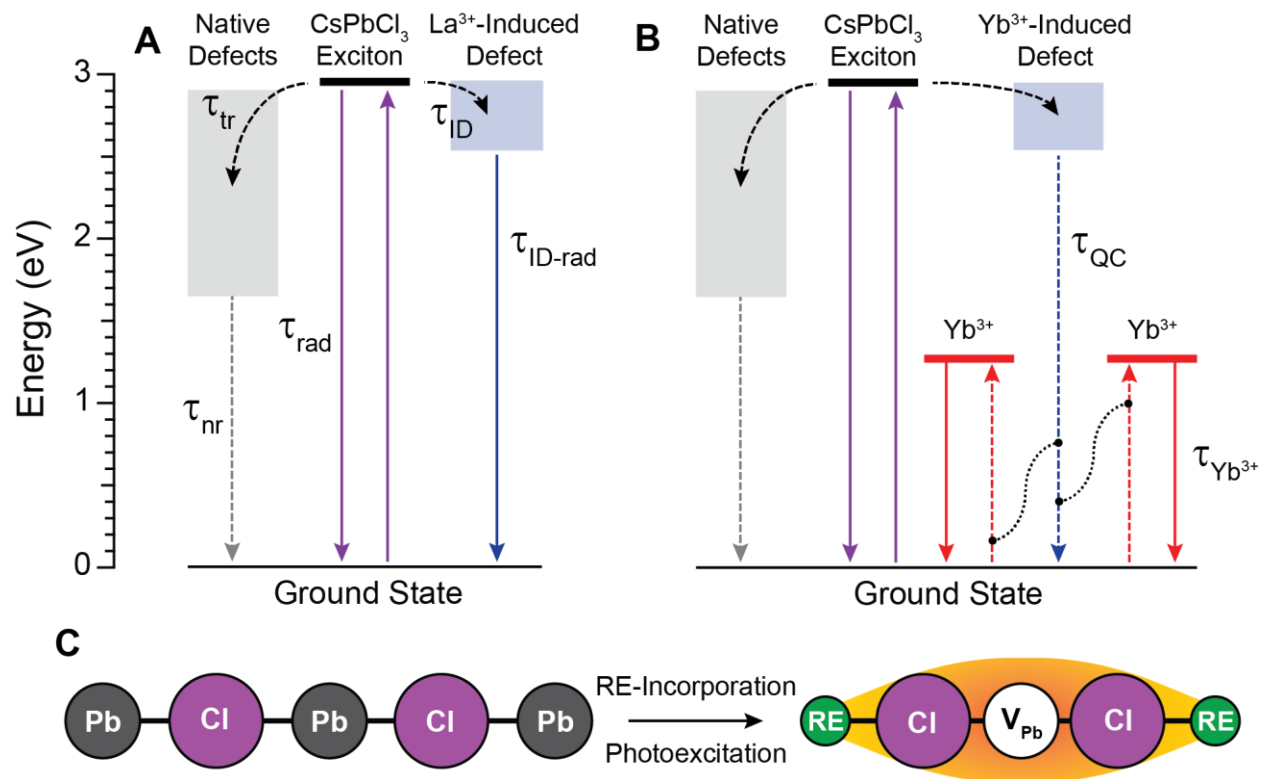 A
Native
Defects
CsPbCl₃
Exciton
La³⁺-Induced
Defect
B
Native
Defects
CsPbCl₃
Exciton
Yb³⁺-Induced
Defect
Energy (eV)
3
2
1
0
τtr
τID
τID-rad
τrad
τnr
Ground State
τQC
Yb³⁺
Yb³⁺
τYb³⁺
Ground State
C
Pb Cl Pb Cl Pb
RE-Incorporation
Photoexcitation
RE Cl VPb Cl RE